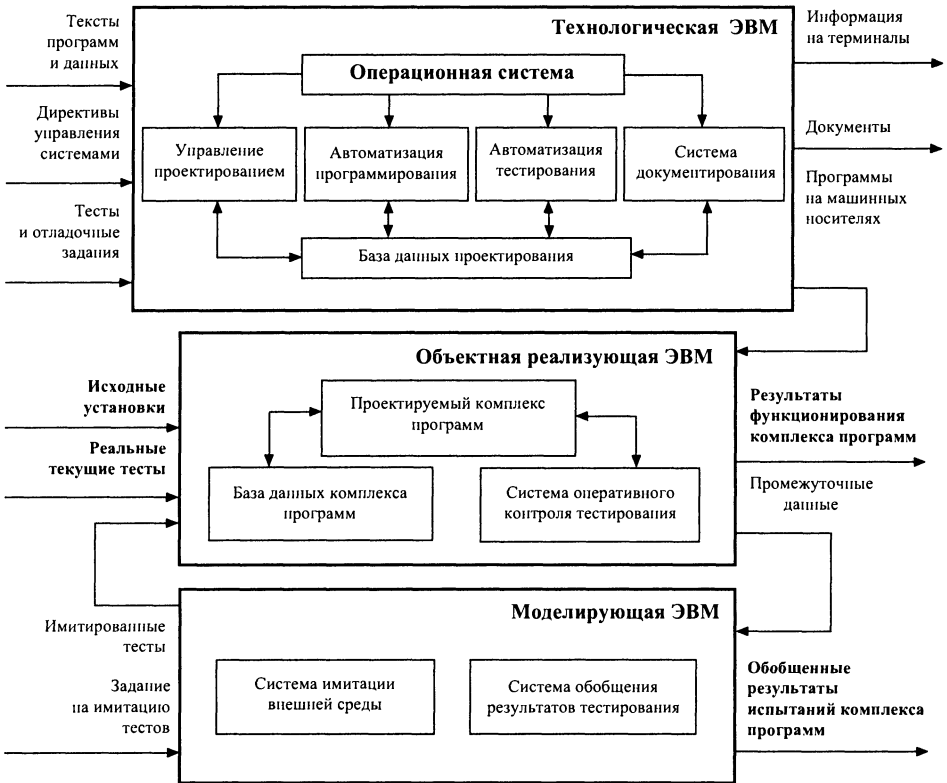 Тексты
программ
и данных
Директивы
управления
системами
Тесты
и отладочные
задания
Технологическая ЭВМ
Операционная система
Управление
проектированием
Автоматизация
программирования
Автоматизация
тестирования
Система
документирования
База данных проектирования
Информация
на терминалы
Документы
Программы
на машинных
носителях
Объектная реализующая ЭВМ
Исходные
установки
Реальные
текущие тесты
Проектируемый комплекс
программ
База данных комплекса
программ
Система оперативного
контроля тестирования
Результаты
функционирования
комплекса программ
Промежуточные
данные
Моделирующая ЭВМ
Имитированные
тесты
Задание
на имитацию
тестов
Система имитации
внешней среды
Система обобщения
результатов тестирования
Обобщенные
результаты
испытаний комплекса
программ